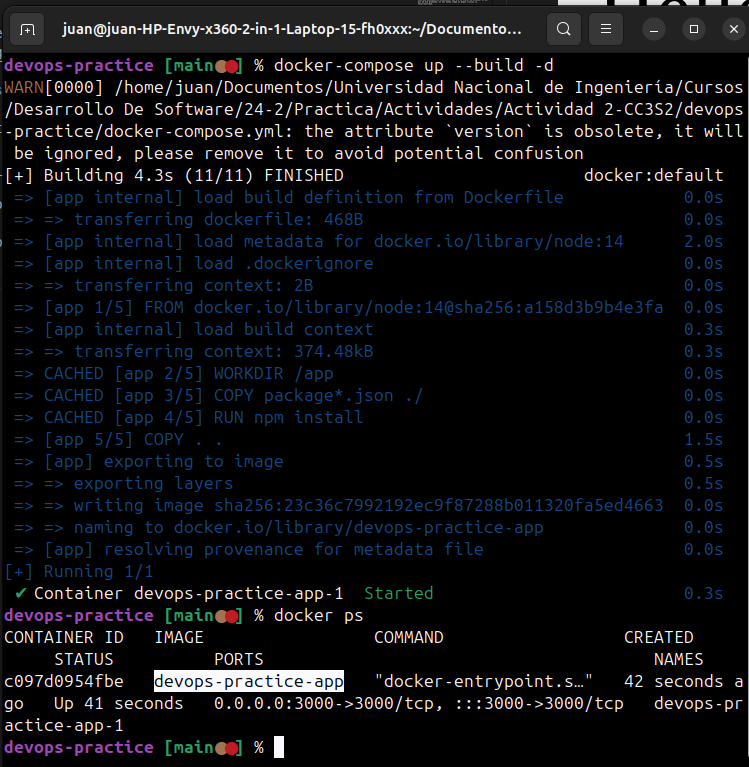 juan@juan-HP-Envy-x360-2-in-1-Laptop-15-fh0xxx:~/Documento...
devops-practice [main] % docker-compose up --build -d
WARN[0000] /home/juan/Documentos/Universidad Nacional de Ingeniería/Cursos
/Desarrollo De Software/24-2/Practica/Actividades/Actividad 2-CC3S2/devops
-practice/docker-compose.yml: the attribute `version` is obsolete, it will
 be ignored, please remove it to avoid potential confusion
[+] Building 4.3s (11/11) FINISHED                        docker:default
 => [app internal] load build definition from Dockerfile            0.0s
 => => transferring dockerfile: 468B                                0.0s
 => [app internal] load metadata for docker.io/library/node:14      2.0s
 => [app internal] load .dockerignore                               0.0s
 => => transferring context: 2B                                     0.0s
 => [app 1/5] FROM docker.io/library/node:14@sha256:a158d3b9b4e3fa  0.0s
 => [app internal] load build context                               0.3s
 => => transferring context: 374.48kB                               0.3s
 => CACHED [app 2/5] WORKDIR /app                                   0.0s
 => CACHED [app 3/5] COPY package*.json ./                          0.0s
 => CACHED [app 4/5] RUN npm install                                0.0s
 => [app 5/5] COPY . .                                              1.5s
 => [app] exporting to image                                        0.5s
 => => exporting layers                                             0.5s
 => => writing image sha256:23c36c7992192ec9f87288b011320fa5ed4663  0.0s
 => => naming to docker.io/library/devops-practice-app              0.0s
 => [app] resolving provenance for metadata file                    0.0s
[+] Running 1/1
 ✔ Container devops-practice-app-1  Started                         0.3s
devops-practice [main] % docker ps
CONTAINER ID   IMAGE                 COMMAND                  CREATED
     STATUS          PORTS                                       NAMES
c097d0954fbe   devops-practice-app   "docker-entrypoint.s…"   42 seconds a
go   Up 41 seconds   0.0.0.0:3000->3000/tcp, :::3000->3000/tcp   devops-pr
actice-app-1
devops-practice [main] %